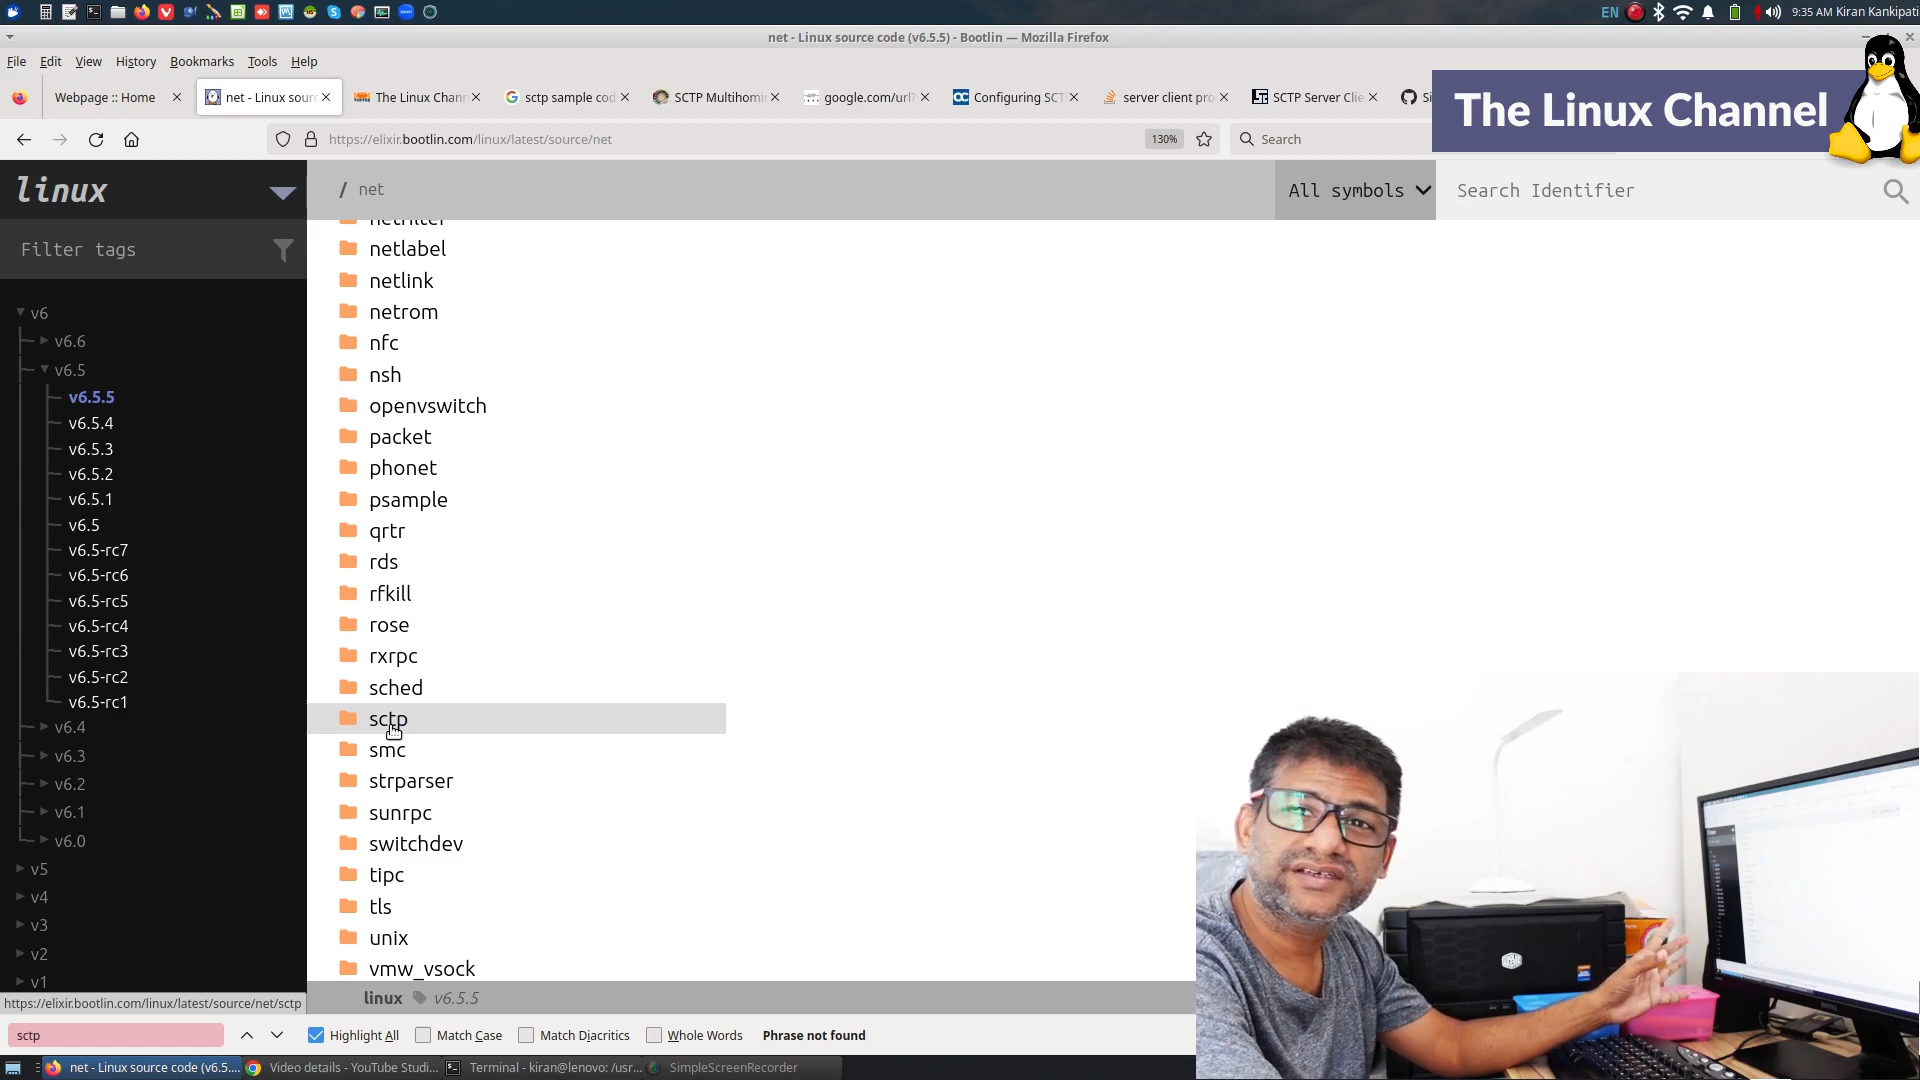 EN
9:35 AM Kiran Kankipati
net - Linux source code (v6.5.5) - Bootlin — Mozilla Firefox
File Edit View History Bookmarks Tools Help
Webpage :: Home
net - Linux sourc
The Linux Chann
sctp sample cod
SCTP Multihomi
google.com/url?
Configuring SCT
server client pro
SCTP Server Clie
Si
The Linux Channel
https://elixir.bootlin.com/linux/latest/source/net
130%
Search
linux
/ net
All symbols
Search Identifier
Filter tags
v6
v6.6
v6.5
v6.5.5
v6.5.4
v6.5.3
v6.5.2
v6.5.1
v6.5
v6.5-rc7
v6.5-rc6
v6.5-rc5
v6.5-rc4
v6.5-rc3
v6.5-rc2
v6.5-rc1
v6.4
v6.3
v6.2
v6.1
v6.0
v5
v4
v3
v2
v1
netfilter
netlabel
netlink
netrom
nfc
nsh
openvswitch
packet
phonet
psample
qrtr
rds
rfkill
rose
rxrpc
sched
sctp
smc
strparser
sunrpc
switchdev
tipc
tls
unix
vmw_vsock
linux v6.5.5
https://elixir.bootlin.com/linux/latest/source/net/sctp
sctp
Highlight All
Match Case
Match Diacritics
Whole Words
Phrase not found
net - Linux source code (v6.5....
Video details - YouTube Studi...
Terminal - kiran@lenovo: /usr...
SimpleScreenRecorder